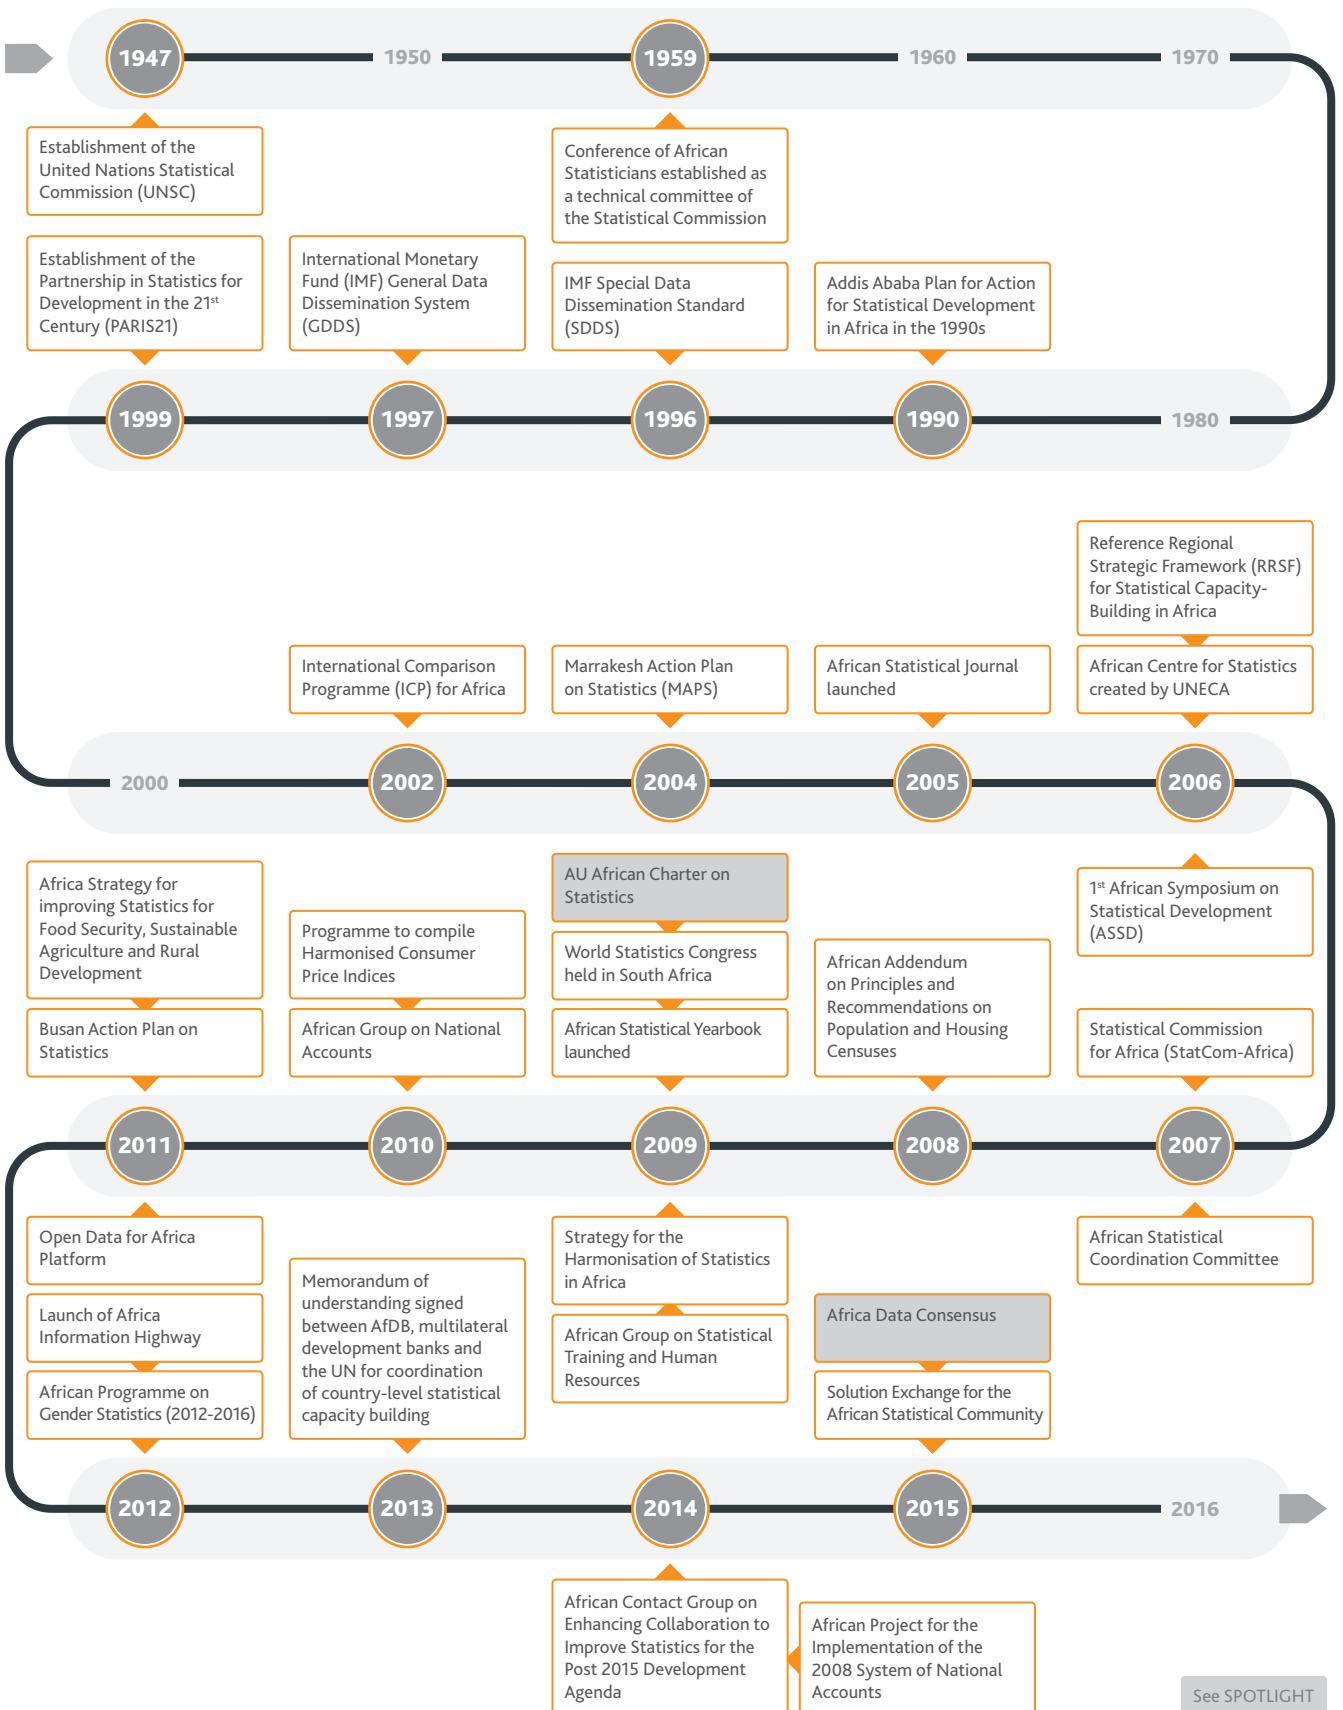 1947
1950
1959
1960
1970
Establishment of the
United Nations Statistical
Commission (UNSC)
Conference of African
Statisticians established as
a technical committee of
the Statistical Commission
Establishment of the
Partnership in Statistics for
Development in the 21st
Century (PARIS21)
International Monetary
Fund (IMF) General Data
Dissemination System
(GDDS)
IMF Special Data
Dissemination Standard
(SDDS)
Addis Ababa Plan for Action
for Statistical Development
in Africa in the 1990s
1999
1997
1996
1990
1980
Reference Regional
Strategic Framework (RRSF)
for Statistical Capacity-
Building in Africa
International Comparison
Programme (ICP) for Africa
Marrakesh Action Plan
on Statistics (MAPS)
African Statistical Journal
launched
African Centre for Statistics
created by UNECA
2000
2002
2004
2005
2006
Africa Strategy for
improving Statistics for
Food Security, Sustainable
Agriculture and Rural
Development
Busan Action Plan on
Statistics
Programme to compile
Harmonised Consumer
Price Indices
African Group on National
Accounts
AU African Charter on
Statistics
World Statistics Congress
held in South Africa
African Statistical Yearbook
launched
African Addendum
on Principles and
Recommendations on
Population and Housing
Censuses
1st African Symposium on
Statistical Development
(ASSD)
Statistical Commission
for Africa (StatCom-Africa)
2011
2010
2009
2008
2007
Open Data for Africa
Platform
Launch of Africa
Information Highway
African Programme on
Gender Statistics (2012-2016)
Memorandum of
understanding signed
between AfDB, multilateral
development banks and
the UN for coordination
of country-level statistical
capacity building
Strategy for the
Harmonisation of Statistics
in Africa
African Group on Statistical
Training and Human
Resources
Africa Data Consensus
Solution Exchange for the
African Statistical Community
African Statistical
Coordination Committee
2012
2013
2014
2015
2016
African Contact Group on
Enhancing Collaboration to
Improve Statistics for the
Post 2015 Development
Agenda
African Project for the
Implementation of the
2008 System of National
Accounts
See SPOTLIGHT